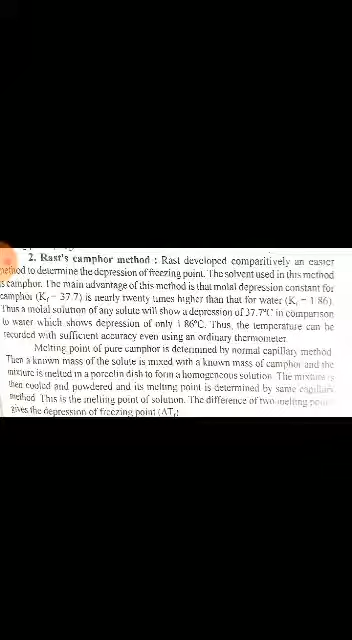 2. Rast's camphor method : Rast developed comparitively an easier
method to determine the depression of freezing point. The solvent used in this method
is camphor. The main advantage of this method is that molal depression constant for
camphor (Kf - 37.7) is nearly twenty times higher than that for water (Kf - 1.86).
Thus a molal solution of any solute will show a depression of 37.7°C in comparison
to water which shows depression of only 1.86°C. Thus, the temperature can be
recorded with sufficient accuracy even using an ordinary thermometer.
Melting point of pure camphor is determined by normal capillary method.
Then a known mass of the solute is mixed with a known mass of camphor and the
mixture is melted in a porcelin dish to form a homogeneous solution. The mixture is
then cooled and powdered and its melting point is determined by same capillary
method. This is the melting point of solution. The difference of two melting point
gives the depression of freezing point (ΔTf)